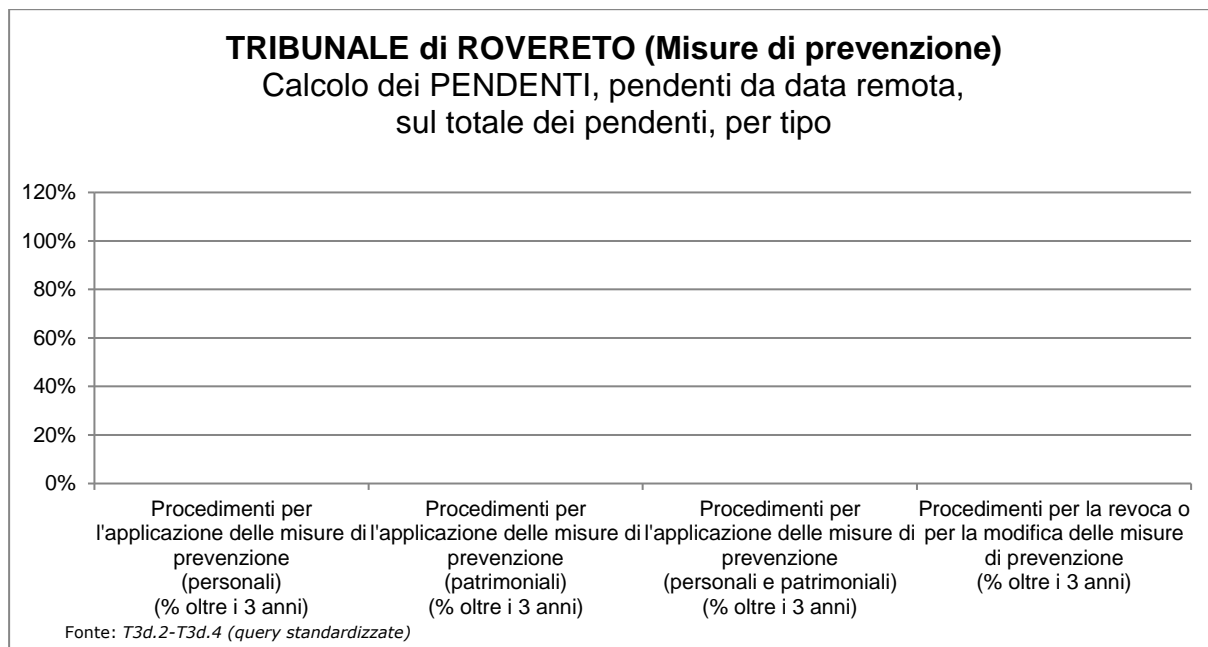 TRIBUNALE di ROVERETO (Misure di prevenzione)
Calcolo dei PENDENTI, pendenti da data remota,
sul totale dei pendenti, per tipo
120%
100%
80%
60%
40%
20%
0%
Procedimenti per
l'applicazione delle misure di
prevenzione
(personali)
(% oltre i 3 anni)
Procedimenti per
l'applicazione delle misure di
prevenzione
(patrimoniali)
(% oltre i 3 anni)
Procedimenti per
l'applicazione delle misure di
prevenzione
(personali e patrimoniali)
(% oltre i 3 anni)
Procedimenti per la revoca o
per la modifica delle misure
di prevenzione
(% oltre i 3 anni)
Fonte: T3d.2-T3d.4 (query standardizzate)